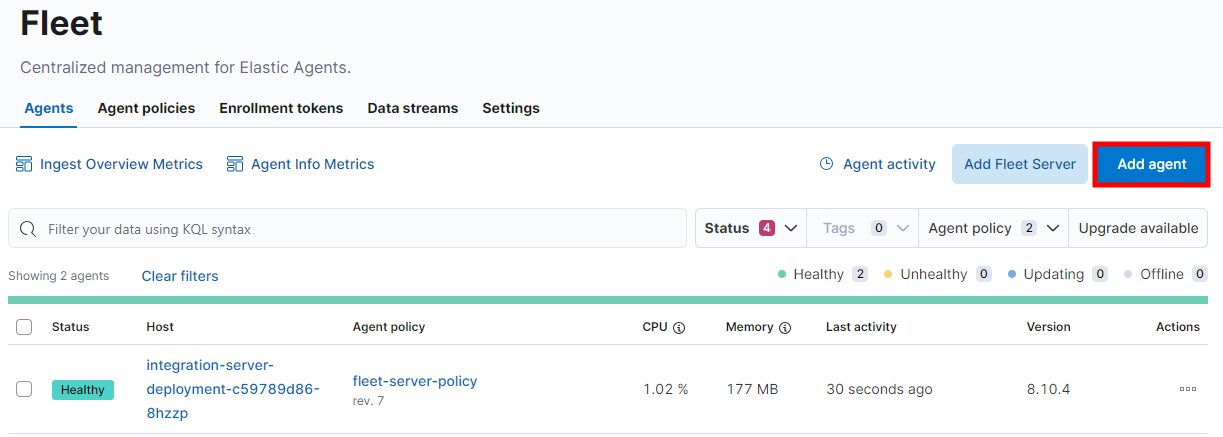 Fleet
Centralized management for Elastic Agents.
Agents Agent policies Enrollment tokens Data streams Settings
Ingest Overview Metrics Agent Info Metrics Agent activity Add Fleet Server Add agent
Filter your data using KQL syntax Status 4 Tags 0 Agent policy 2 Upgrade available
Showing 2 agents Clear filters Healthy 2 Unhealthy 0 Updating 0 Offline 0
Status Host Agent policy CPU Memory Last activity Version Actions
integration-server-
Healthy deployment-c59789d86- fleet-server-policy 1.02 % 177 MB 30 seconds ago 8.10.4
rev. 7
8hzzp